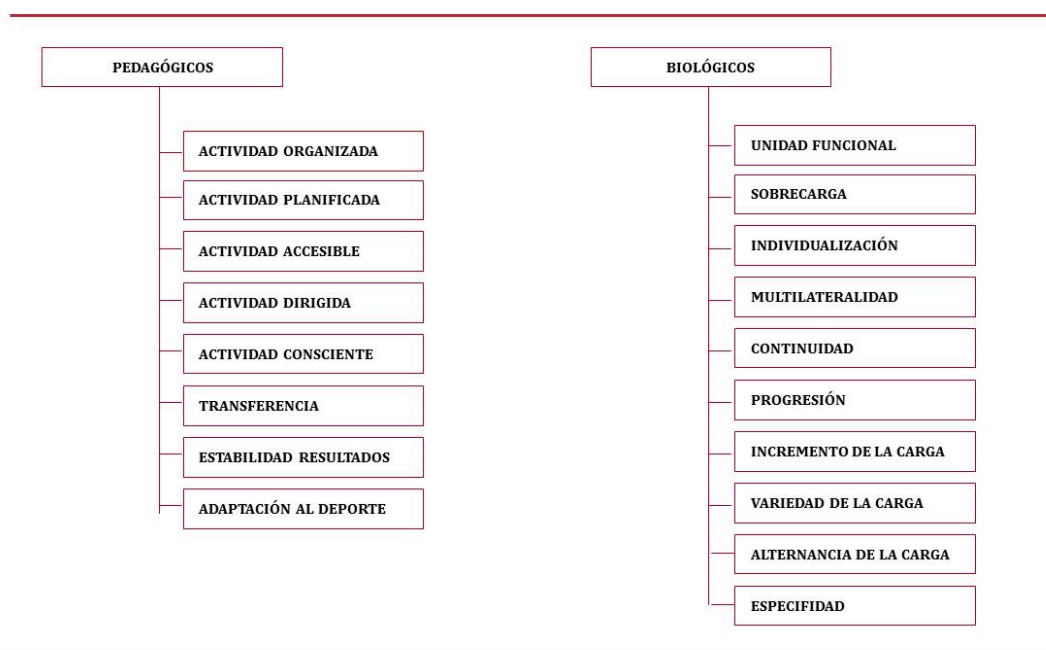 PEDAGÓGICOS
ACTIVIDAD ORGANIZADA
ACTIVIDAD PLANIFICADA
ACTIVIDAD ACCESIBLE
ACTIVIDAD DIRIGIDA
ACTIVIDAD CONSCIENTE
TRANSFERENCIA
ESTABILIDAD RESULTADOS
ADAPTACIÓN AL DEPORTE
BIOLÓGICOS
UNIDAD FUNCIONAL
SOBRECARGA
INDIVIDUALIZACIÓN
MULTILATERALIDAD
CONTINUIDAD
PROGRESIÓN
INCREMENTO DE LA CARGA
VARIEDAD DE LA CARGA
ALTERNANCIA DE LA CARGA
ESPECIFIDAD